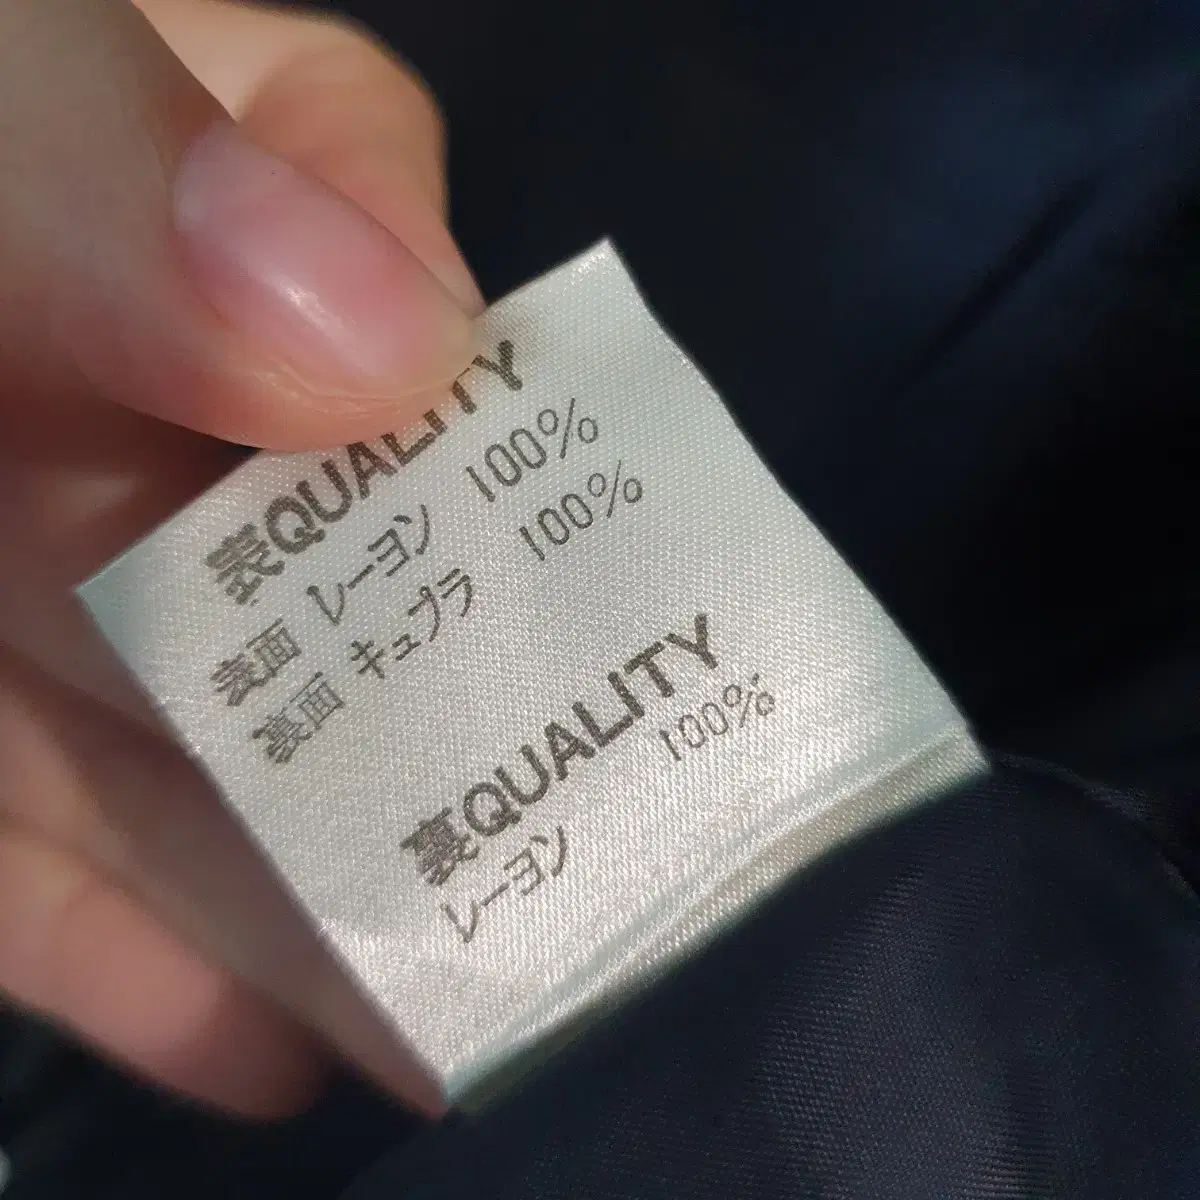 表QUALITY
表面 レーヨン 100%
裏面 キュプラ 100%
裏QUALITY
レーヨン 100%